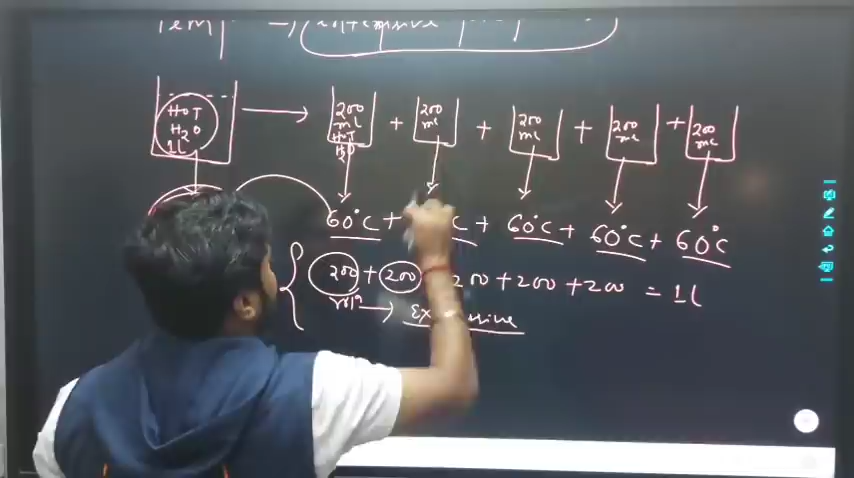 Temp → intensive
HOT H2O 1L → 200 ml HOT H2O + 200 ml + 200 ml + 200 ml + 200 ml
60°C + C + 60°C + 60°C + 60°C
200 + 200 200 + 200 + 200 = 1L
→